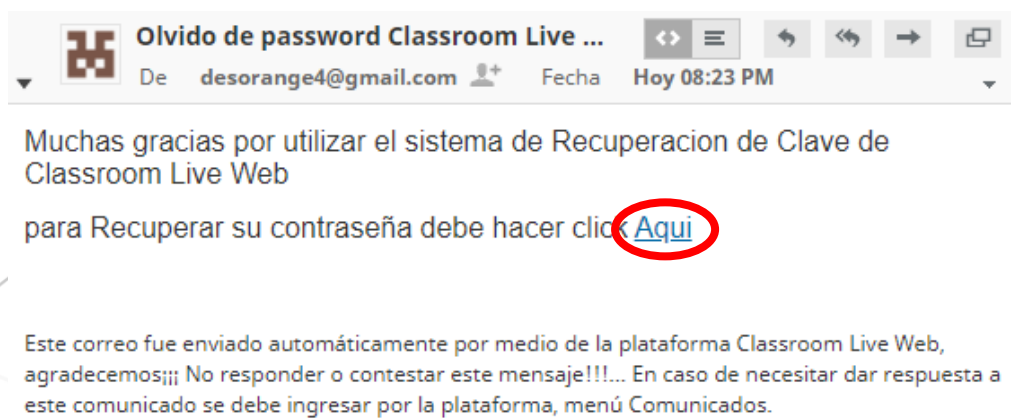 Olvido de password Classroom Live ...
De desorange4@gmail.com Fecha Hoy 08:23 PM
Muchas gracias por utilizar el sistema de Recuperacion de Clave de
Classroom Live Web
para Recuperar su contraseña debe hacer click Aqui
Este correo fue enviado automáticamente por medio de la plataforma Classroom Live Web,
agradecemos¡¡¡ No responder o contestar este mensaje!!!... En caso de necesitar dar respuesta a
este comunicado se debe ingresar por la plataforma, menú Comunicados.